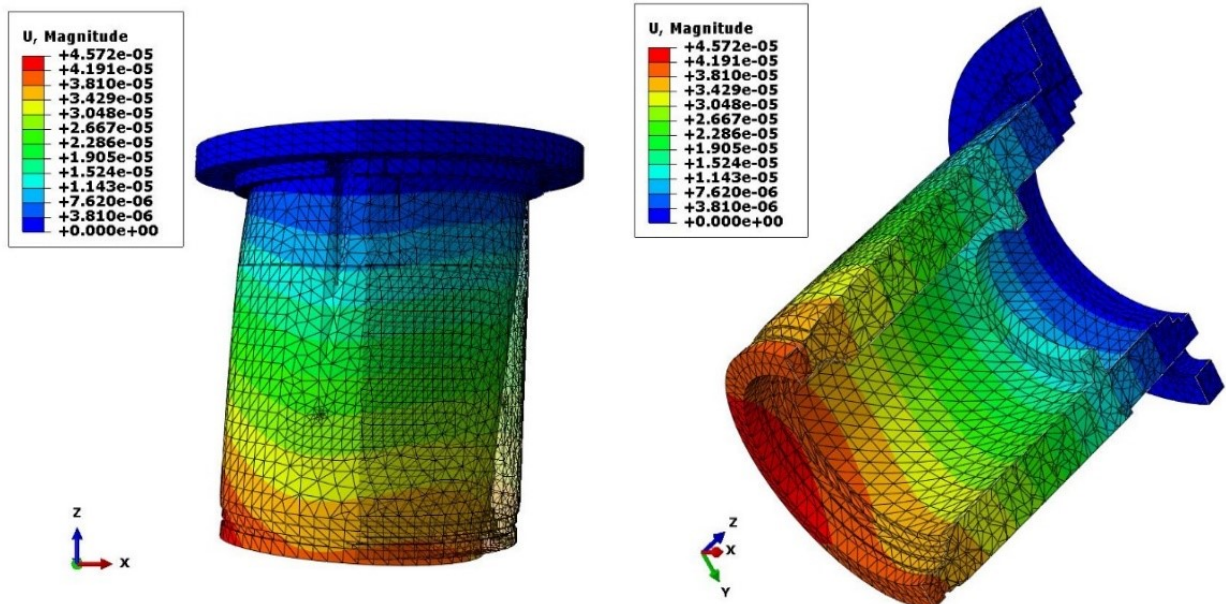 U, Magnitude
+4.572e-05
+4.191e-05
+3.810e-05
+3.429e-05
+3.048e-05
+2.667e-05
+2.286e-05
+1.905e-05
+1.524e-05
+1.143e-05
+7.620e-06
+3.810e-06
+0.000e+00
Z
X
U, Magnitude
+4.572e-05
+4.191e-05
+3.810e-05
+3.429e-05
+3.048e-05
+2.667e-05
+2.286e-05
+1.905e-05
+1.524e-05
+1.143e-05
+7.620e-06
+3.810e-06
+0.000e+00
Z
X
Y